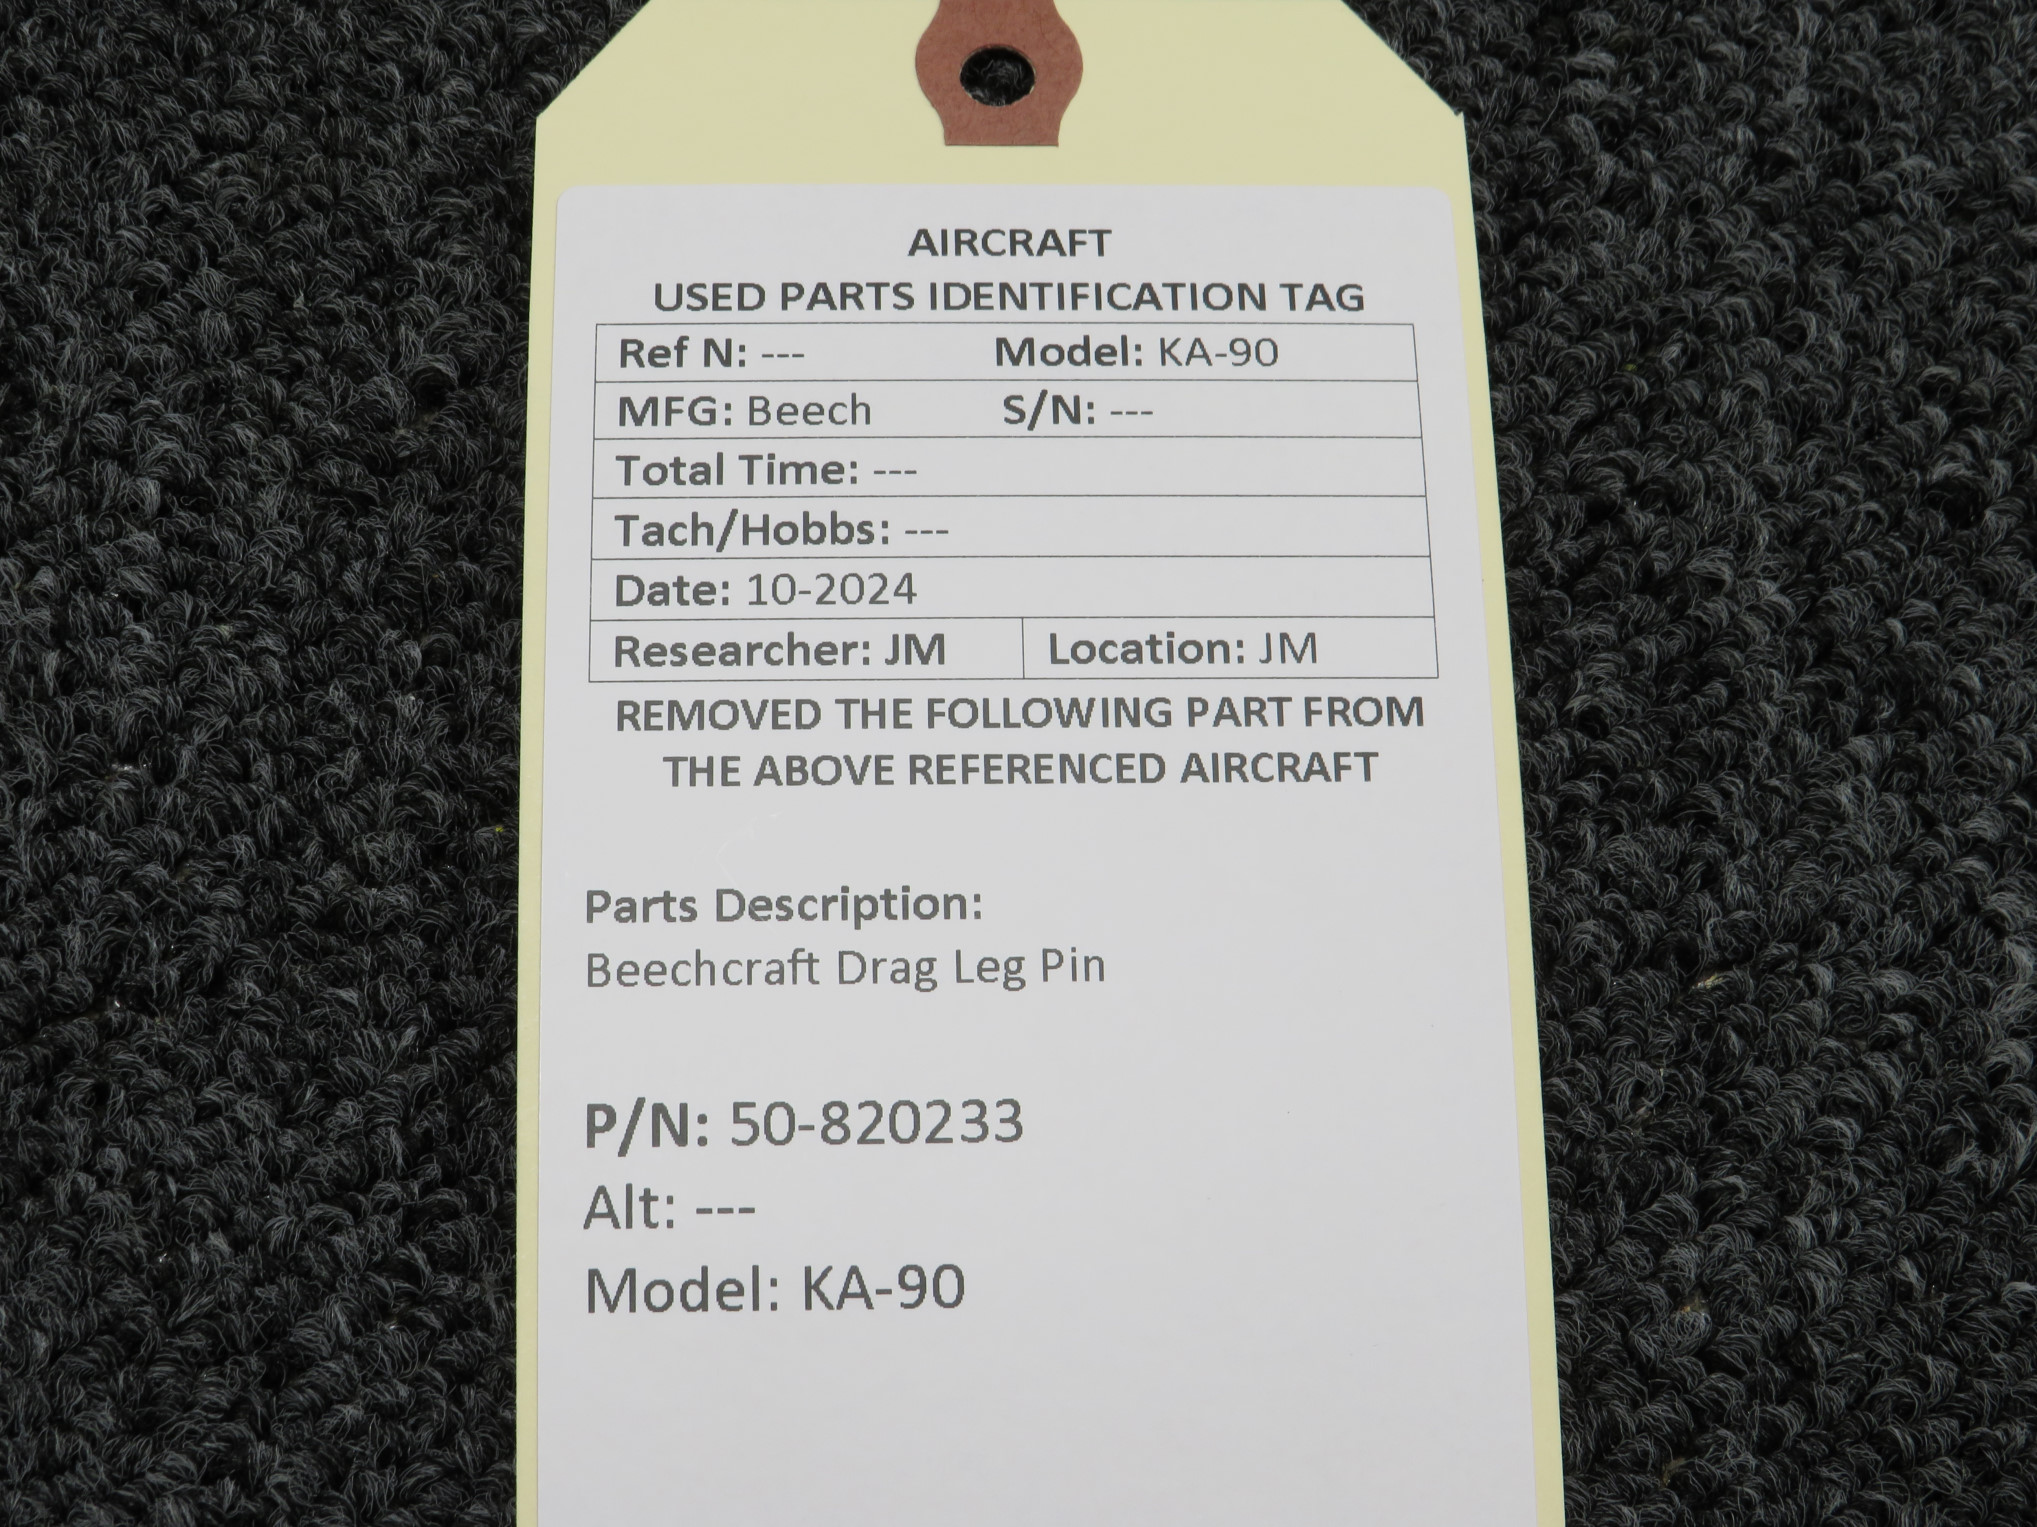 AIRCRAFT
USED PARTS IDENTIFICATION TAG
Ref N: --- Model: KA-90
MFG: Beech S/N: ---
Total Time: ---
Tach/Hobbs: ---
Date: 10-2024
Researcher: JM Location: JM
REMOVED THE FOLLOWING PART FROM
THE ABOVE REFERENCED AIRCRAFT
Parts Description:
Beechcraft Drag Leg Pin
P/N: 50-820233
Alt: ---
Model: KA-90